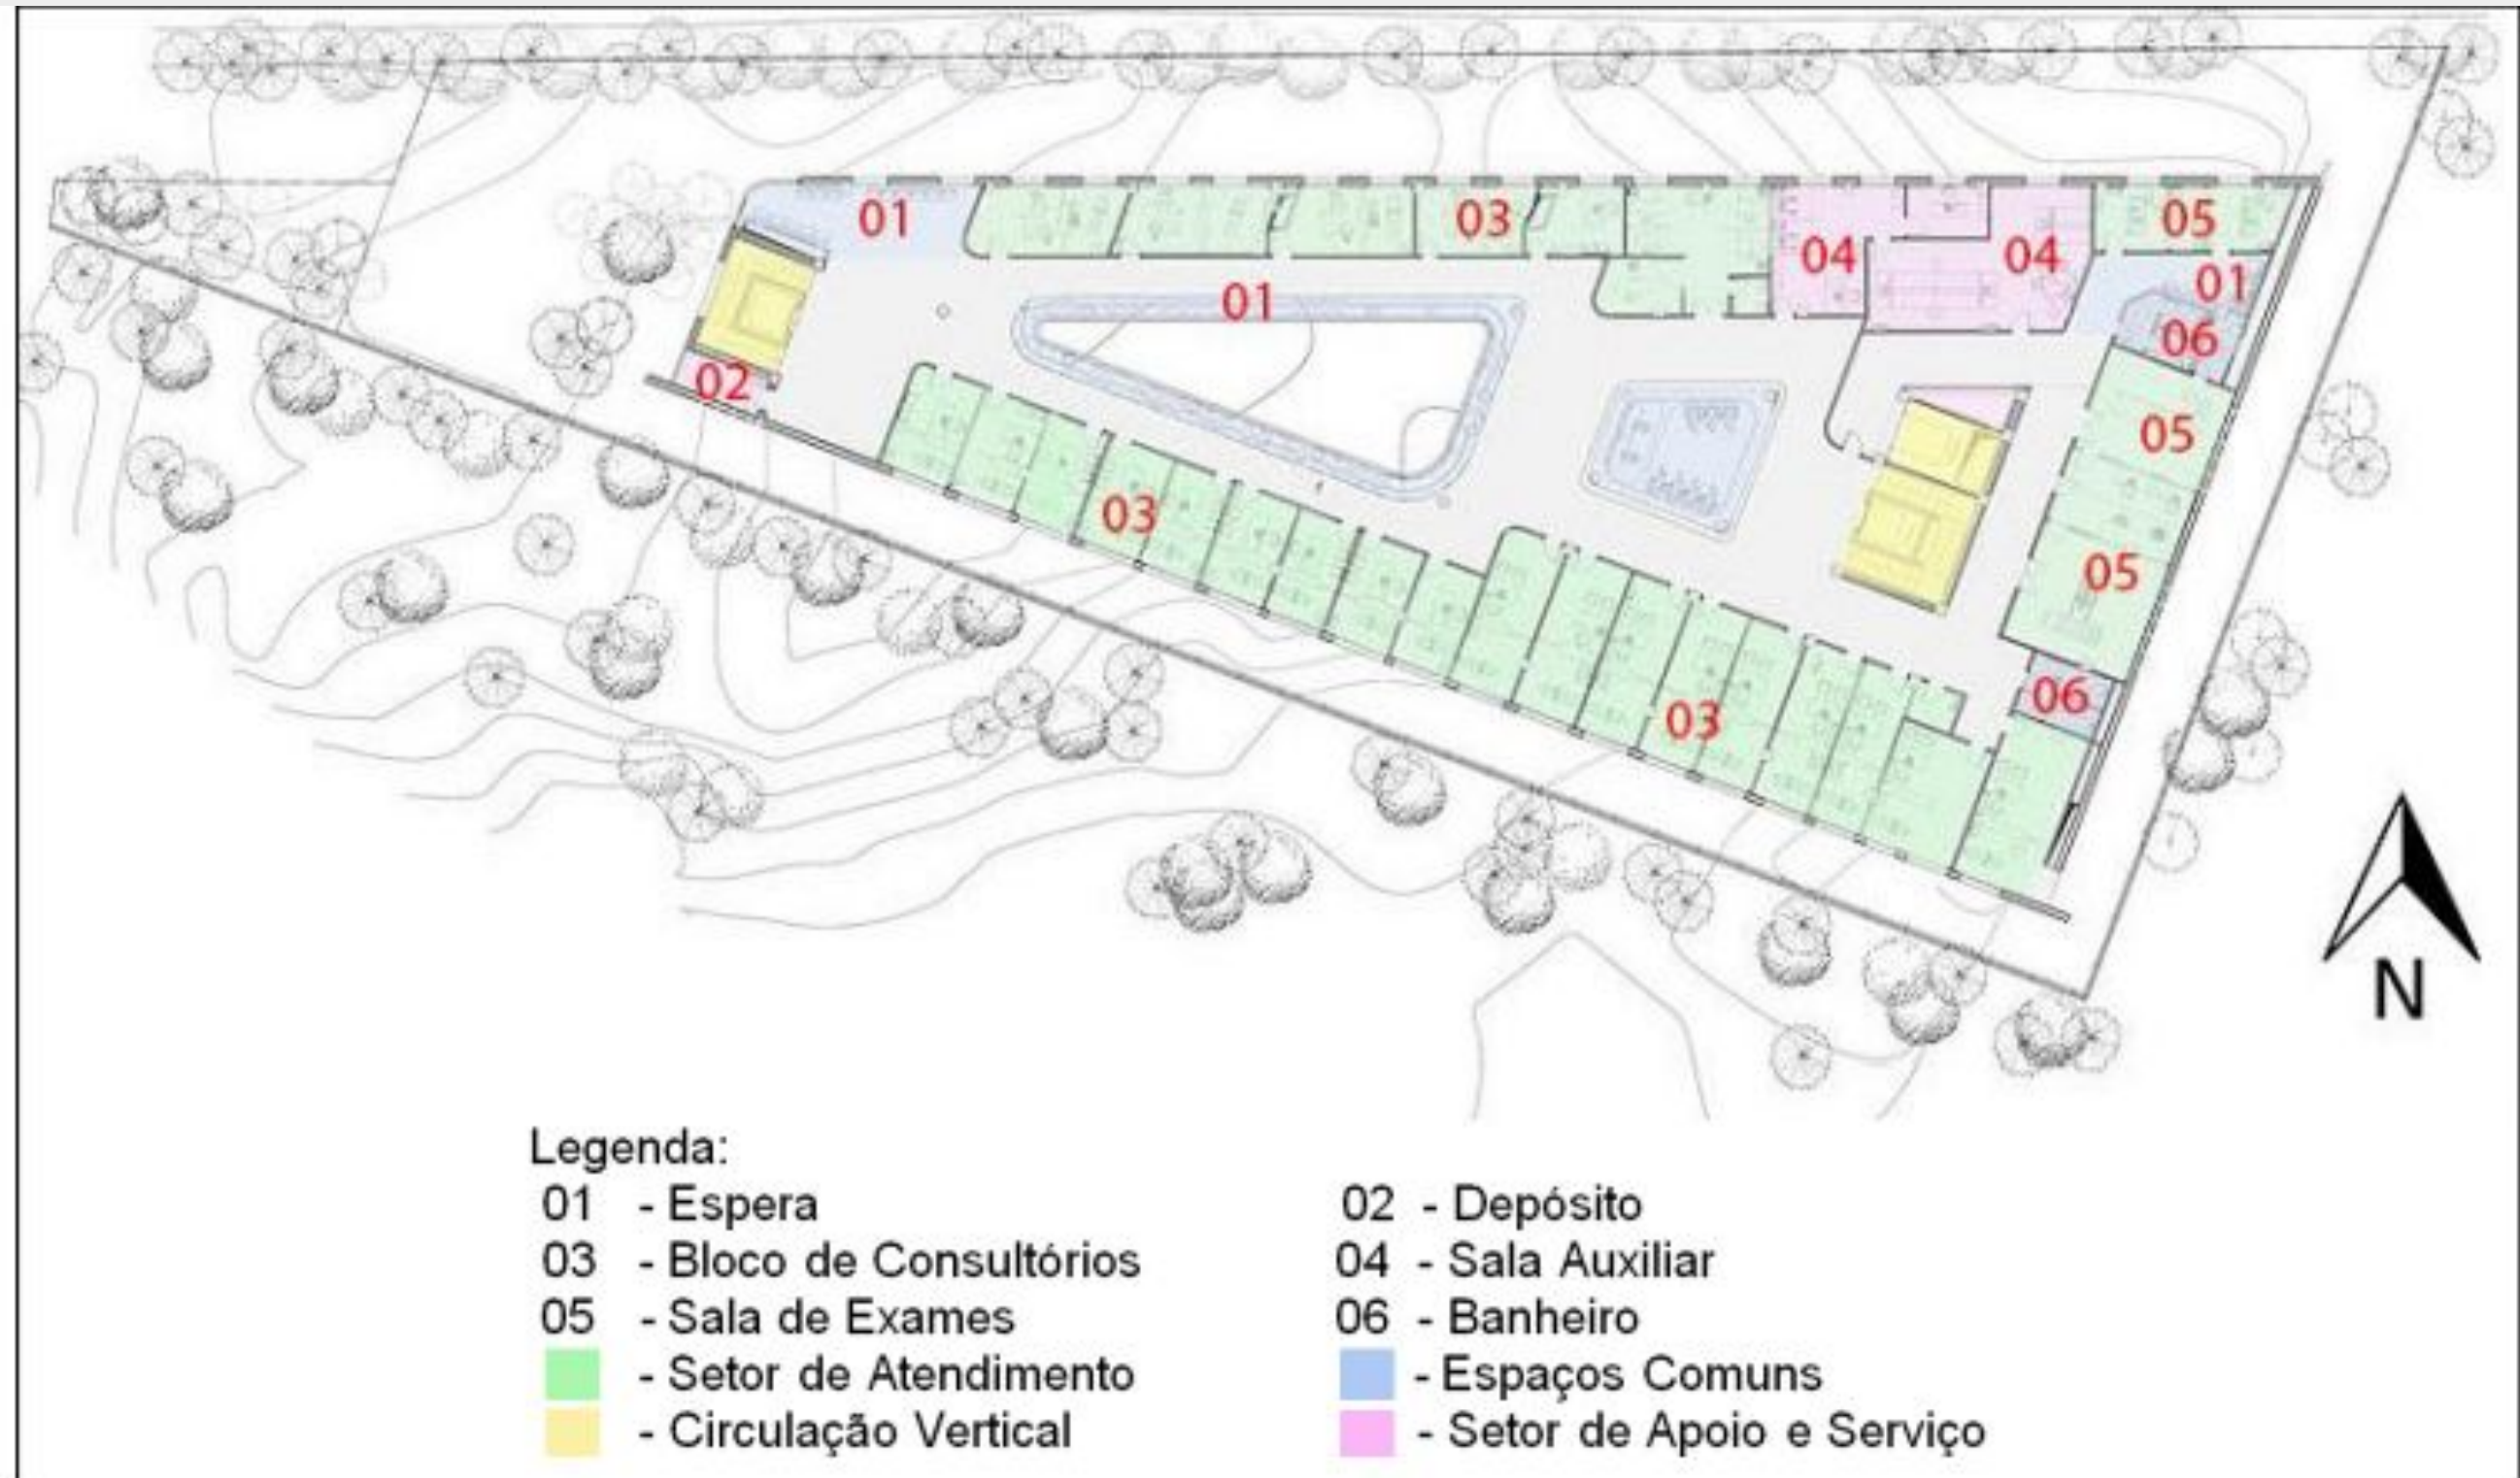 01
03
05
04
04
01
01
06
02
05
03
05
06
03
N
Legenda:
01 - Espera
02 - Depósito
03 - Bloco de Consultórios
04 - Sala Auxiliar
05 - Sala de Exames
06 - Banheiro
- Setor de Atendimento
- Espaços Comuns
- Circulação Vertical
- Setor de Apoio e Serviço